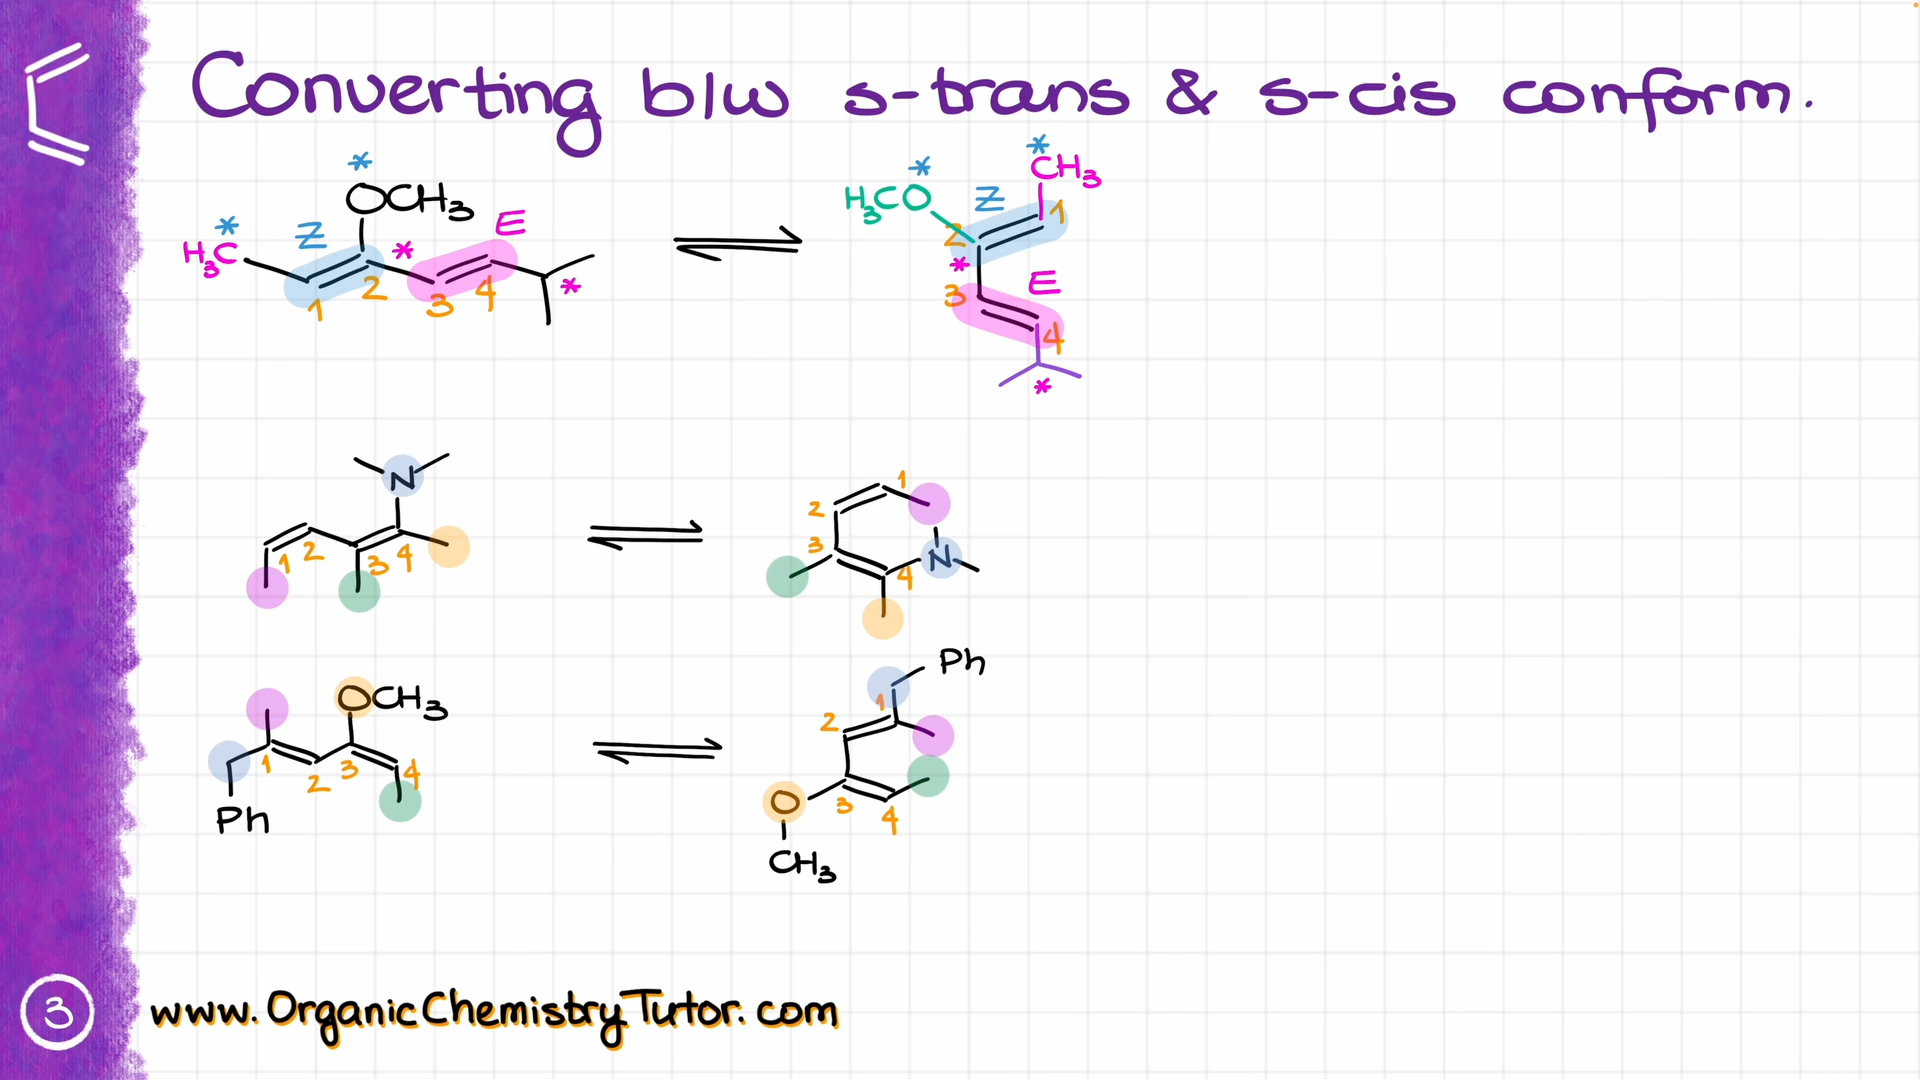 Converting b/w s-trans & s-cis conform.
* OCH3
* H3C Z * E
1 2 3 4 *
* * CH3
H3CO Z 1
2
* E
3
4
*
N
1 2 3 4
1
2
3
N
4
OCH3
1 2 3 4
Ph
Ph
1
2
O 3 4
CH3
3 www.OrganicChemistryTutor.com